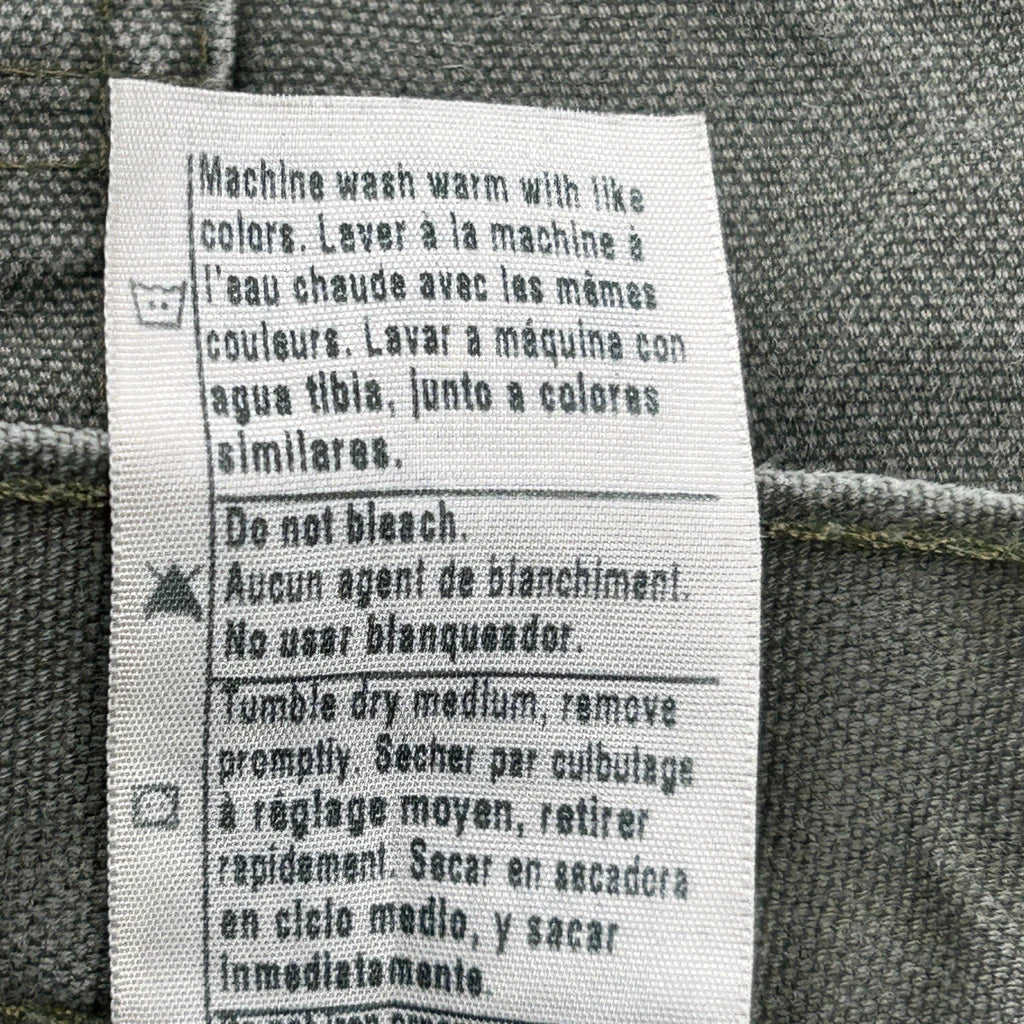 Machine wash warm with like
colors. Laver à la machine à
l'eau chaude avec les mêmes
couleurs. Lavar a máquina con
agua tibia, junto a colores
similares.
Do not bleach.
Aucun agent de blanchiment.
No usar blanqueador.
Tumble dry medium, remove
promptly. Sécher par culbutage
à réglage moyen, retirer
rapidement. Secar en secadora
en ciclo medio, y sacar
inmediatamente.